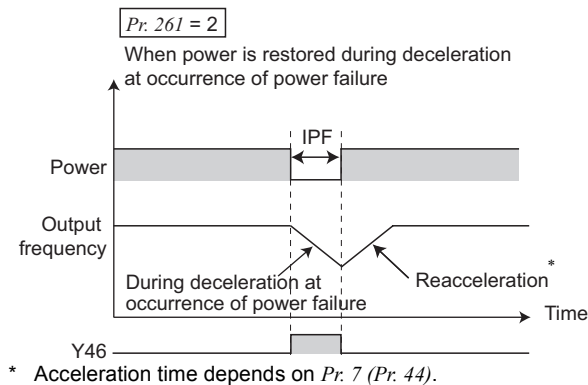 Pr. 261 = 2
When power is restored during deceleration
at occurrence of power failure
IPF
Power
Output
frequency
During deceleration at
occurrence of power failure
Reacceleration*
Time
Y46
* Acceleration time depends on Pr. 7 (Pr. 44).